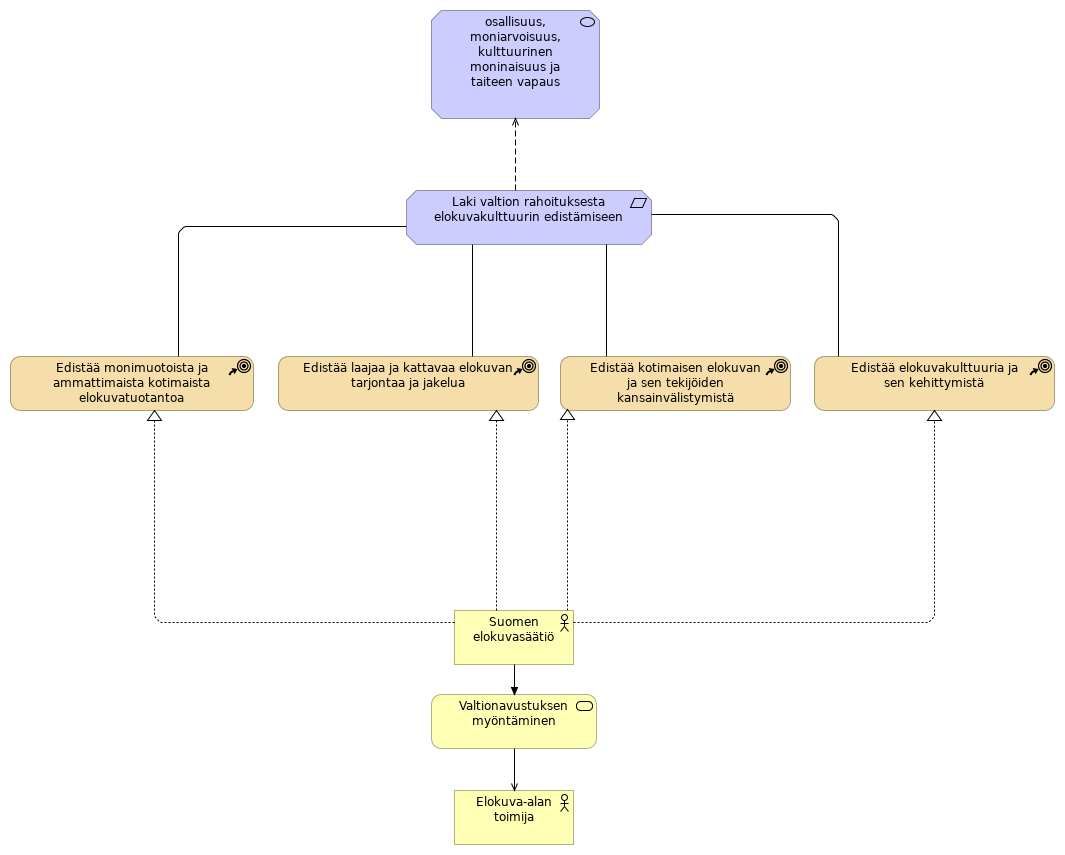 osallisuus,
moniarvoisuus,
kulttuurinen
moninaisuus ja
taiteen vapaus
Laki valtion rahoituksesta
elokuvakulttuurin edistämiseen
Edistää monimuotoista ja
ammattimaista kotimaista
elokuvatuotantoa
Edistää laajaa ja kattavaa elokuvan
tarjontaa ja jakelua
Edistää kotimaisen elokuvan
ja sen tekijöiden
kansainvälistymistä
Edistää elokuvakulttuuria ja
sen kehittymistä
Suomen
elokuvasäätiö
Valtionavustuksen
myöntäminen
Elokuva-alan
toimija